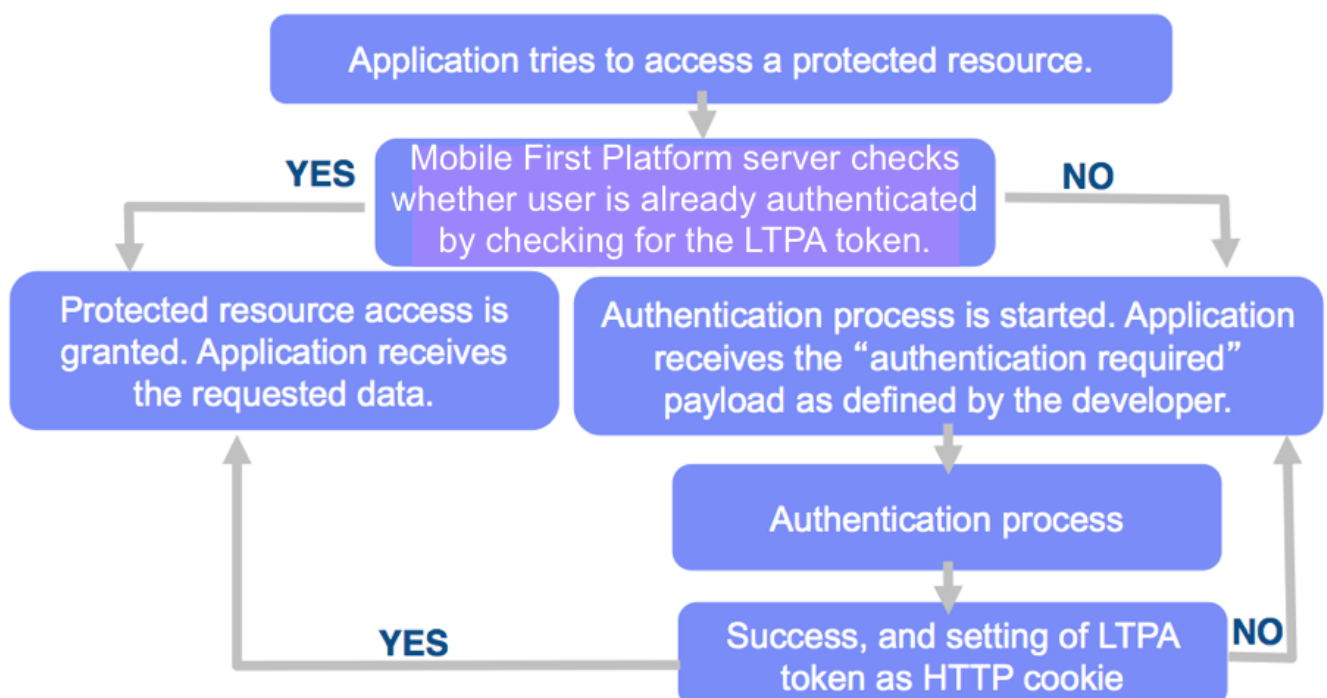 Application tries to access a protected resource.
YES
Mobile First Platform server checks
whether user is already authenticated
by checking for the LTPA token.
NO
Protected resource access is
granted. Application receives
the requested data.
Authentication process is started. Application
receives the “authentication required”
payload as defined by the developer.
Authentication process
YES
Success, and setting of LTPA
token as HTTP cookie
NO